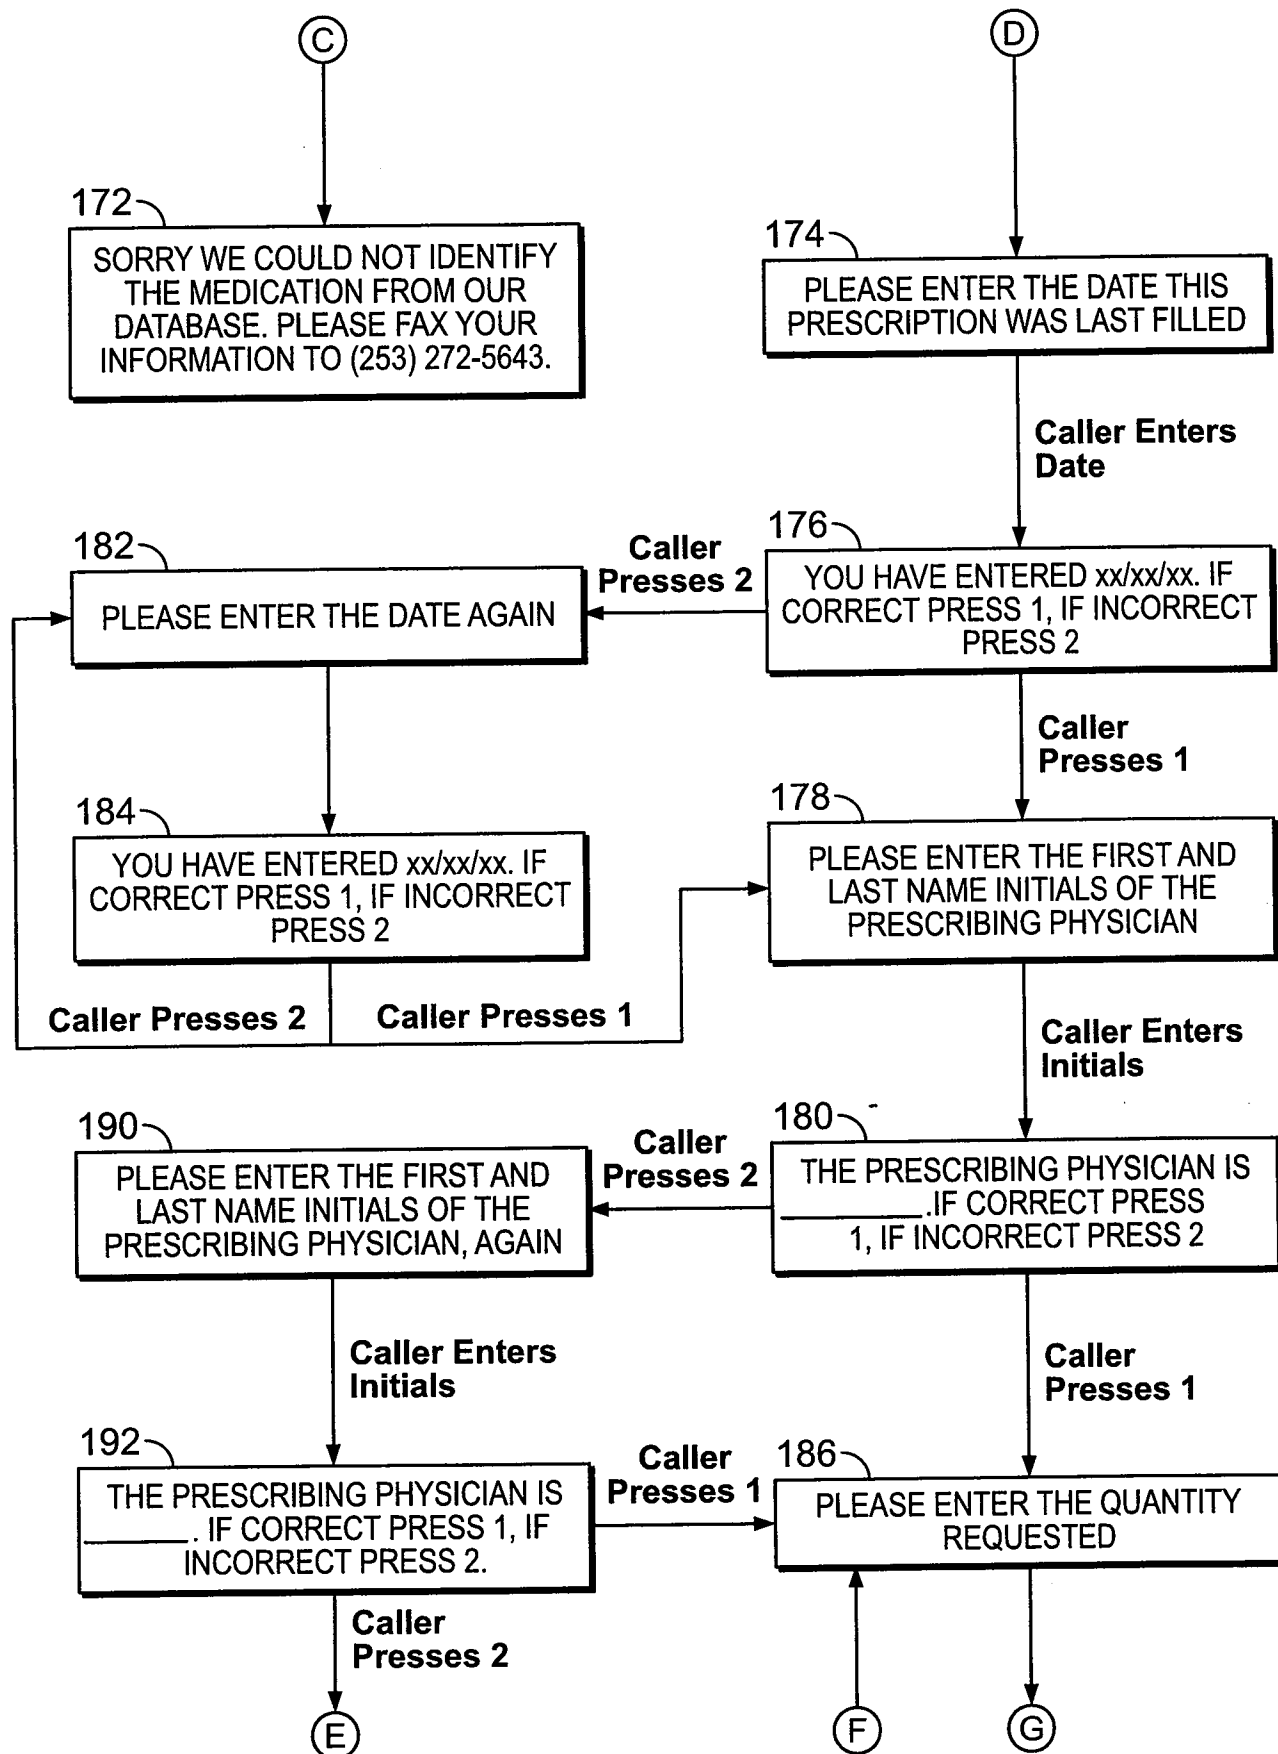 C
D
172
SORRY WE COULD NOT IDENTIFY
THE MEDICATION FROM OUR
DATABASE. PLEASE FAX YOUR
INFORMATION TO (253) 272-5643.
174
PLEASE ENTER THE DATE THIS
PRESCRIPTION WAS LAST FILLED
Caller Enters
Date
176
YOU HAVE ENTERED xx/xx/xx. IF
CORRECT PRESS 1, IF INCORRECT
PRESS 2
Caller
Presses 2
182
PLEASE ENTER THE DATE AGAIN
Caller
Presses 1
184
YOU HAVE ENTERED xx/xx/xx. IF
CORRECT PRESS 1, IF INCORRECT
PRESS 2
178
PLEASE ENTER THE FIRST AND
LAST NAME INITIALS OF THE
PRESCRIBING PHYSICIAN
Caller Presses 2
Caller Presses 1
Caller Enters
Initials
180
THE PRESCRIBING PHYSICIAN IS
_________.IF CORRECT PRESS
1, IF INCORRECT PRESS 2
Caller
Presses 2
190
PLEASE ENTER THE FIRST AND
LAST NAME INITIALS OF THE
PRESCRIBING PHYSICIAN, AGAIN
Caller Enters
Initials
Caller
Presses 1
192
THE PRESCRIBING PHYSICIAN IS
________. IF CORRECT PRESS 1, IF
INCORRECT PRESS 2.
Caller
Presses 1
186
PLEASE ENTER THE QUANTITY
REQUESTED
Caller
Presses 2
E
F
G